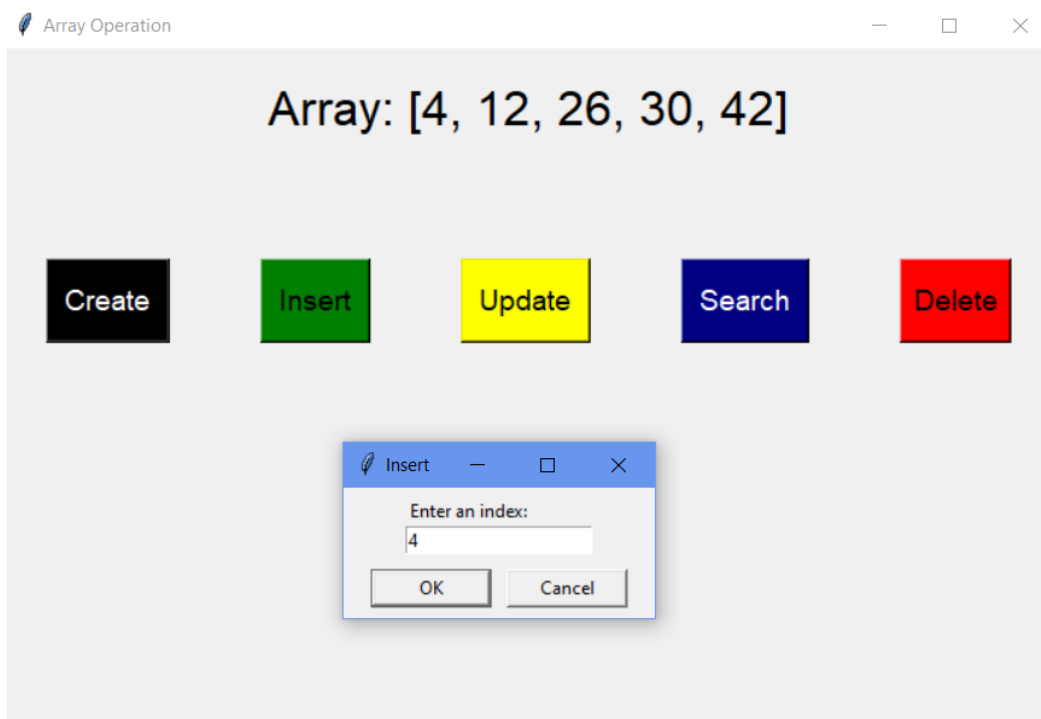 Array Operation
Array: [4, 12, 26, 30, 42]
Create Insert Update Search Delete
Insert
Enter an index:
4
OK Cancel